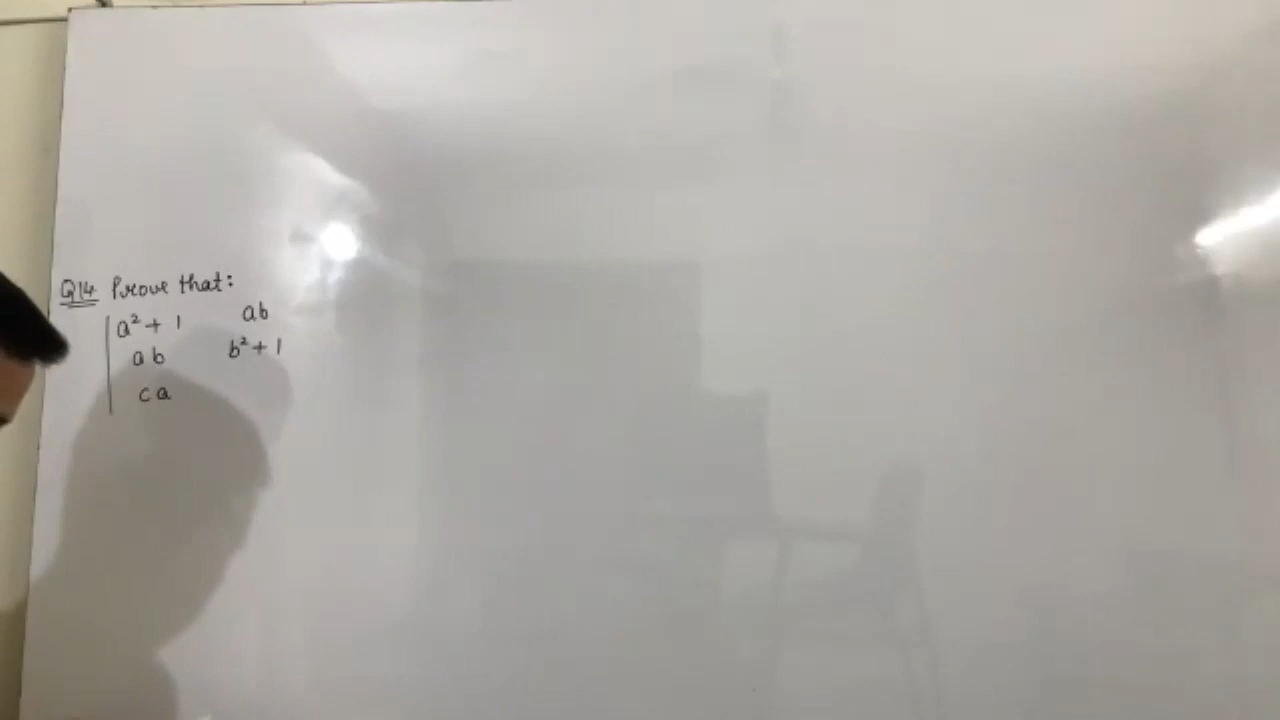 Q14 Prove that:
a² + 1 ab
ab b² + 1
ca